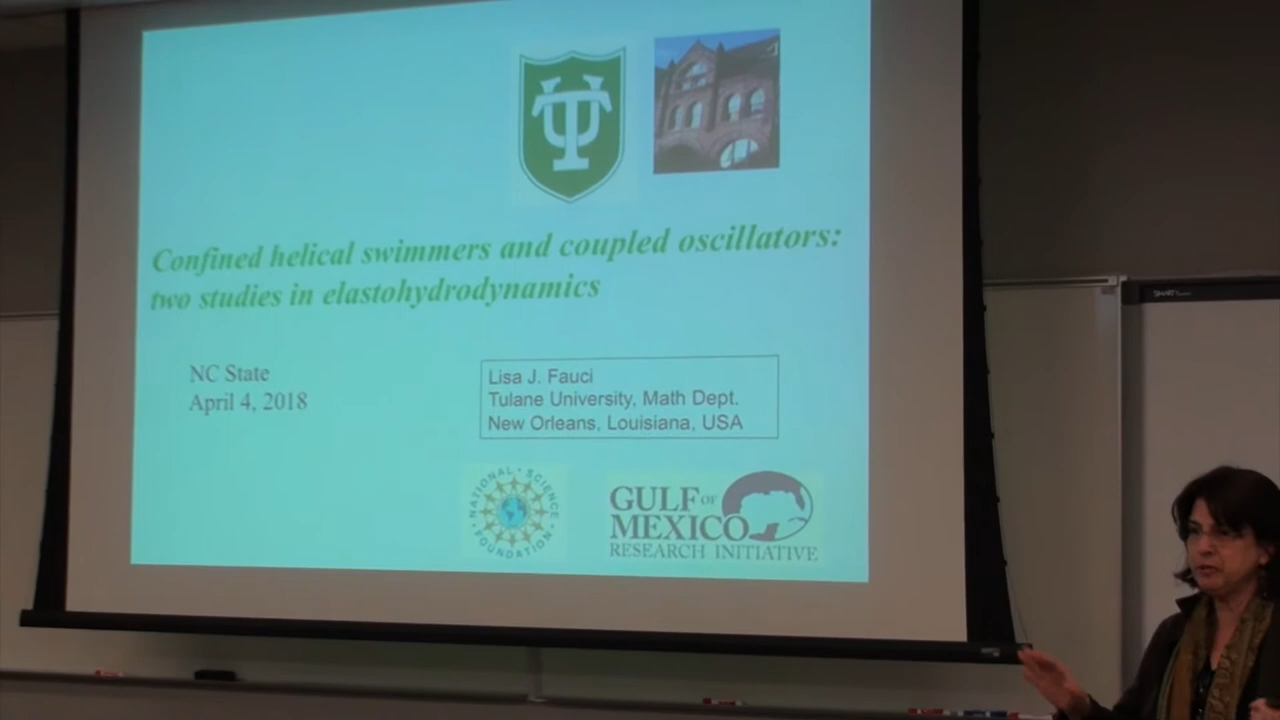 Confined helical swimmers and coupled oscillators:
two studies in elastohydrodynamics
NC State
April 4, 2018
Lisa J. Fauci
Tulane University, Math Dept.
New Orleans, Louisiana, USA
NATIONAL SCIENCE FOUNDATION
GULF OF
MEXICO
RESEARCH INITIATIVE
SMART